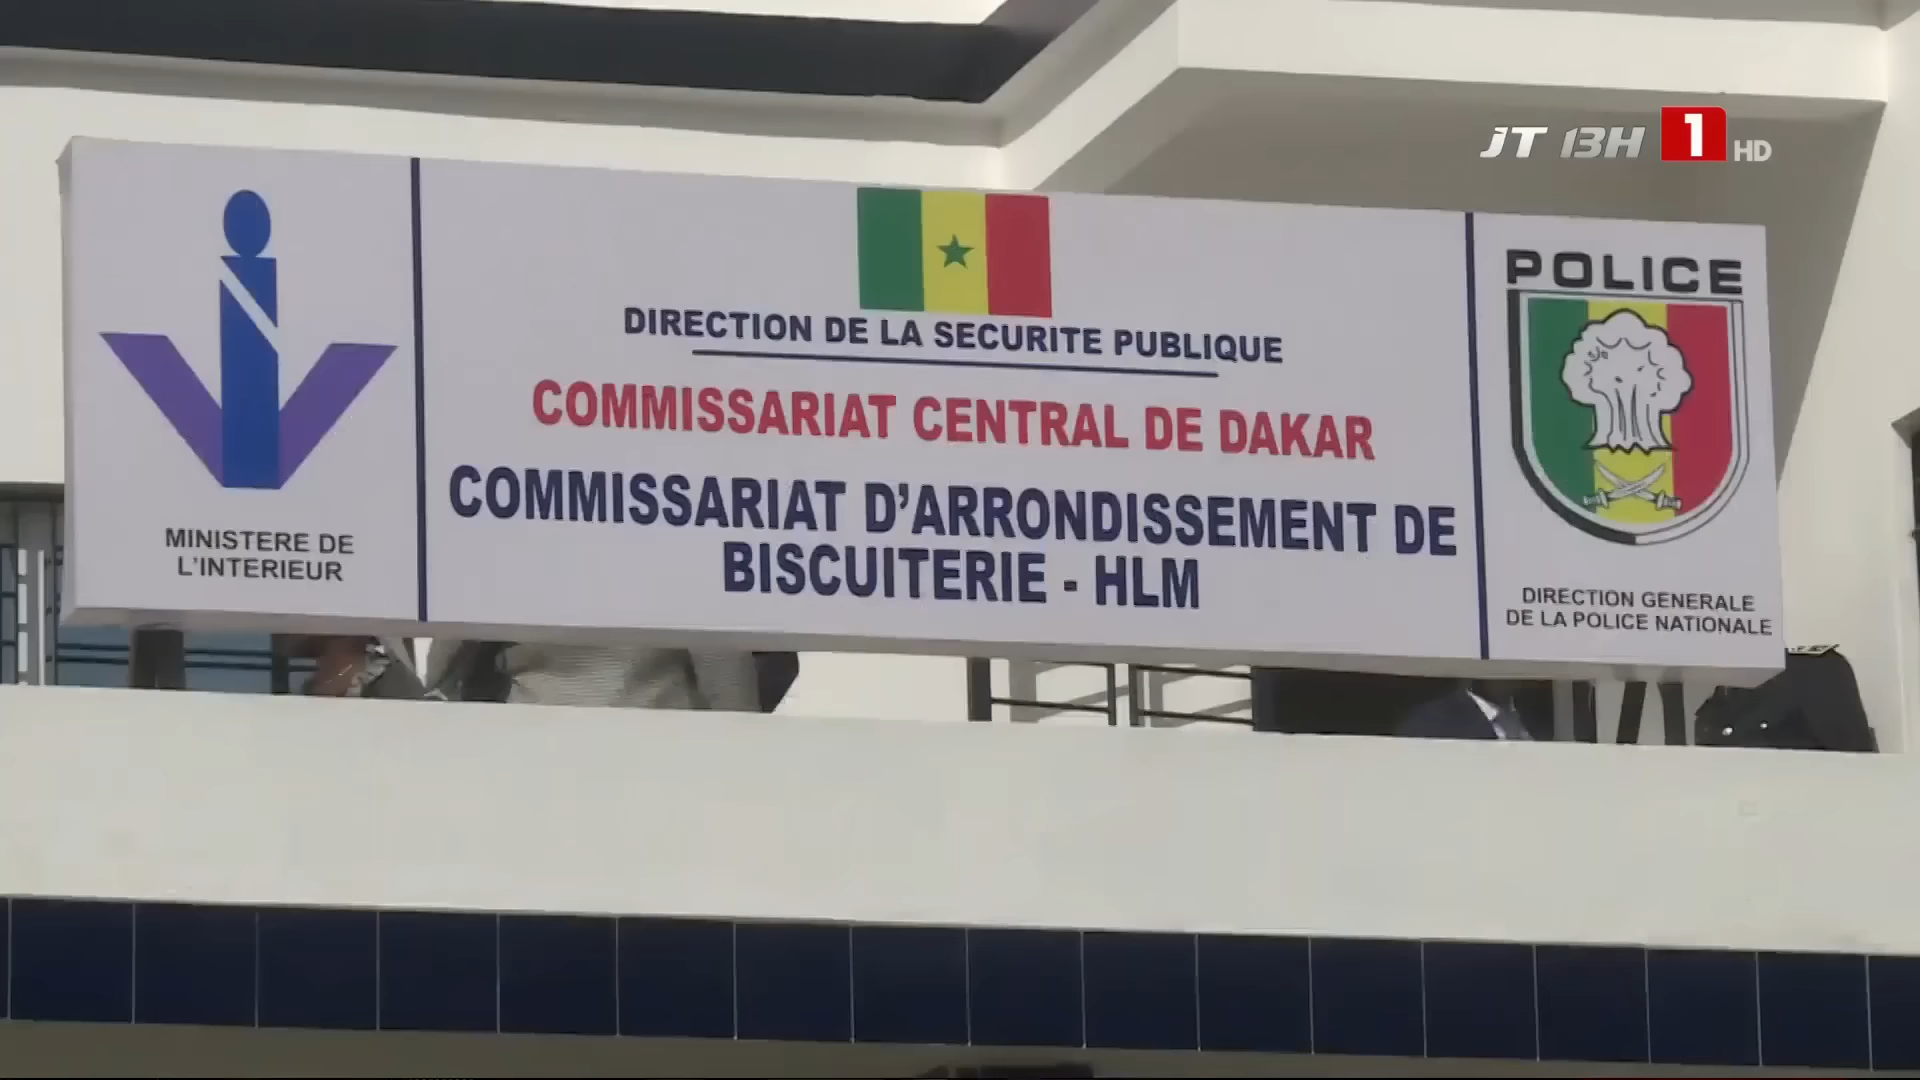 JT 13H 1 HD
MINISTERE DE
L'INTERIEUR
DIRECTION DE LA SECURITE PUBLIQUE
COMMISSARIAT CENTRAL DE DAKAR
COMMISSARIAT D'ARRONDISSEMENT DE
BISCUITERIE - HLM
POLICE
DIRECTION GENERALE
DE LA POLICE NATIONALE